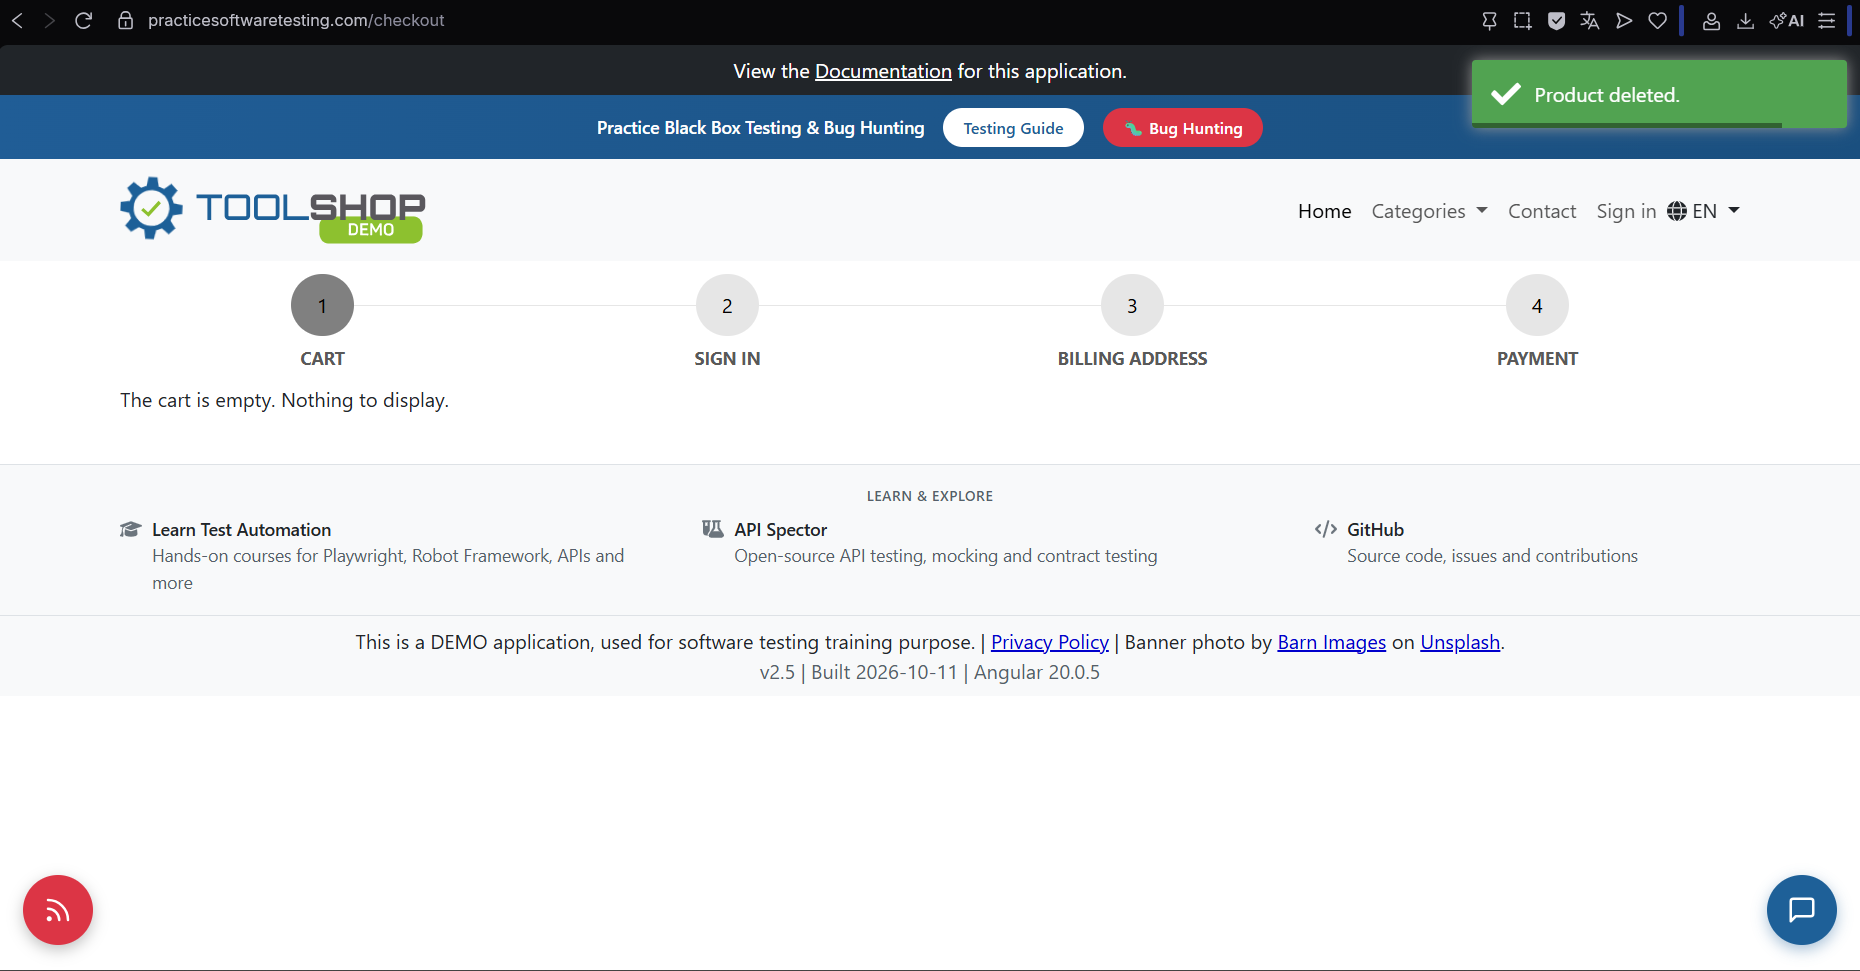 practicesoftwaretesting.com/checkout
AI
View the Documentation for this application.
Product deleted.
Practice Black Box Testing & Bug Hunting
Testing Guide
Bug Hunting
TOOLSHOP
DEMO
Home
Categories
Contact
Sign in
EN
1
2
3
4
CART
SIGN IN
BILLING ADDRESS
PAYMENT
The cart is empty. Nothing to display.
LEARN & EXPLORE
Learn Test Automation
Hands-on courses for Playwright, Robot Framework, APIs and
more
API Spector
Open-source API testing, mocking and contract testing
GitHub
Source code, issues and contributions
This is a DEMO application, used for software testing training purpose. | Privacy Policy | Banner photo by Barn Images on Unsplash.
v2.5 | Built 2026-10-11 | Angular 20.0.5